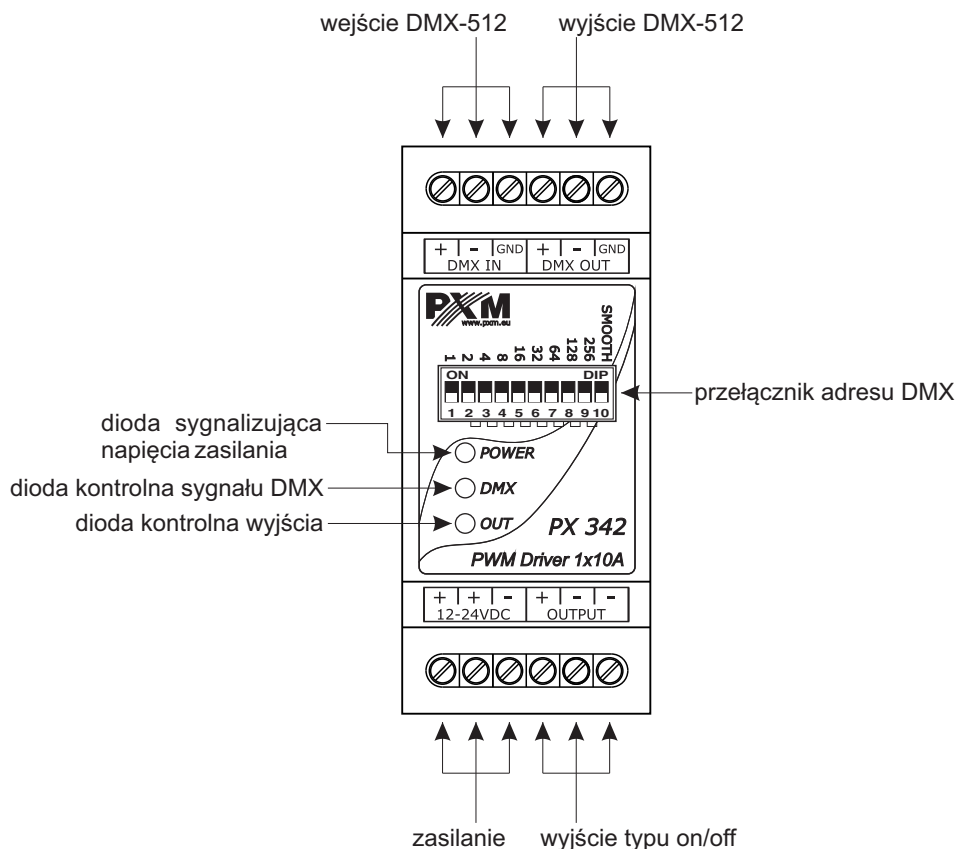 wejście DMX-512 wyjście DMX-512
+ - GND + - GND
DMX IN DMX OUT
PXM
www.pxm.eu
1 2 4 8 16 32 64 128 256 SMOOTH
ON DIP
1 2 3 4 5 6 7 8 9 10
przełącznik adresu DMX
dioda sygnalizująca
napięcia zasilania
POWER
dioda kontrolna sygnału DMX
DMX
dioda kontrolna wyjścia
OUT
PX 342
PWM Driver 1x10A
+ + - + - -
12-24VDC OUTPUT
zasilanie wyjście typu on/off